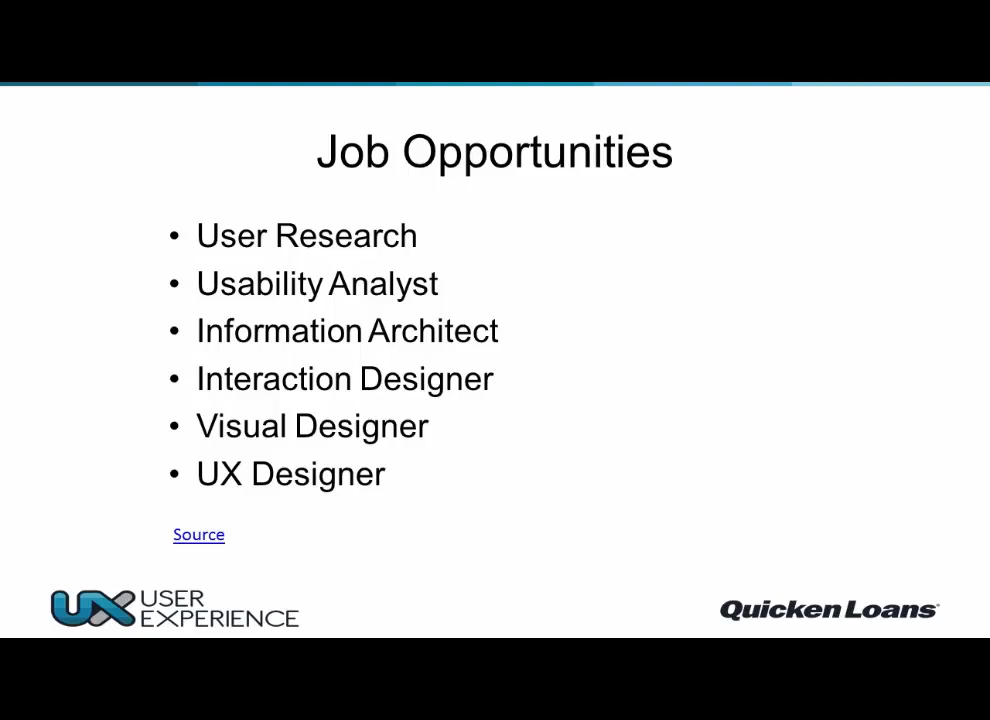 Job Opportunities
• User Research
• Usability Analyst
• Information Architect
• Interaction Designer
• Visual Designer
• UX Designer
Source
UX USER
EXPERIENCE
Quicken Loans